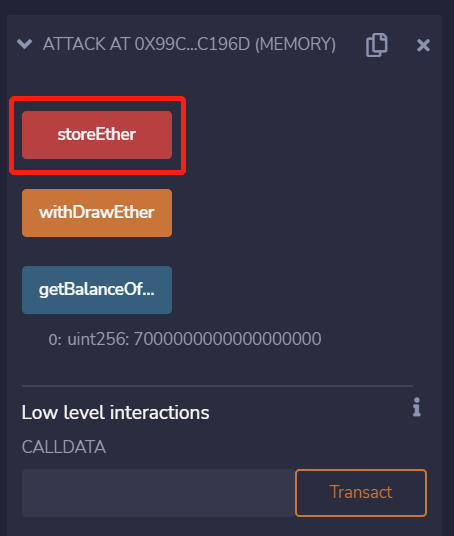 ATTACK AT 0X99C...C196D (MEMORY)
storeEther
withDrawEther
getBalanceOf...
0: uint256: 7000000000000000000
Low level interactions
CALLDATA
Transact